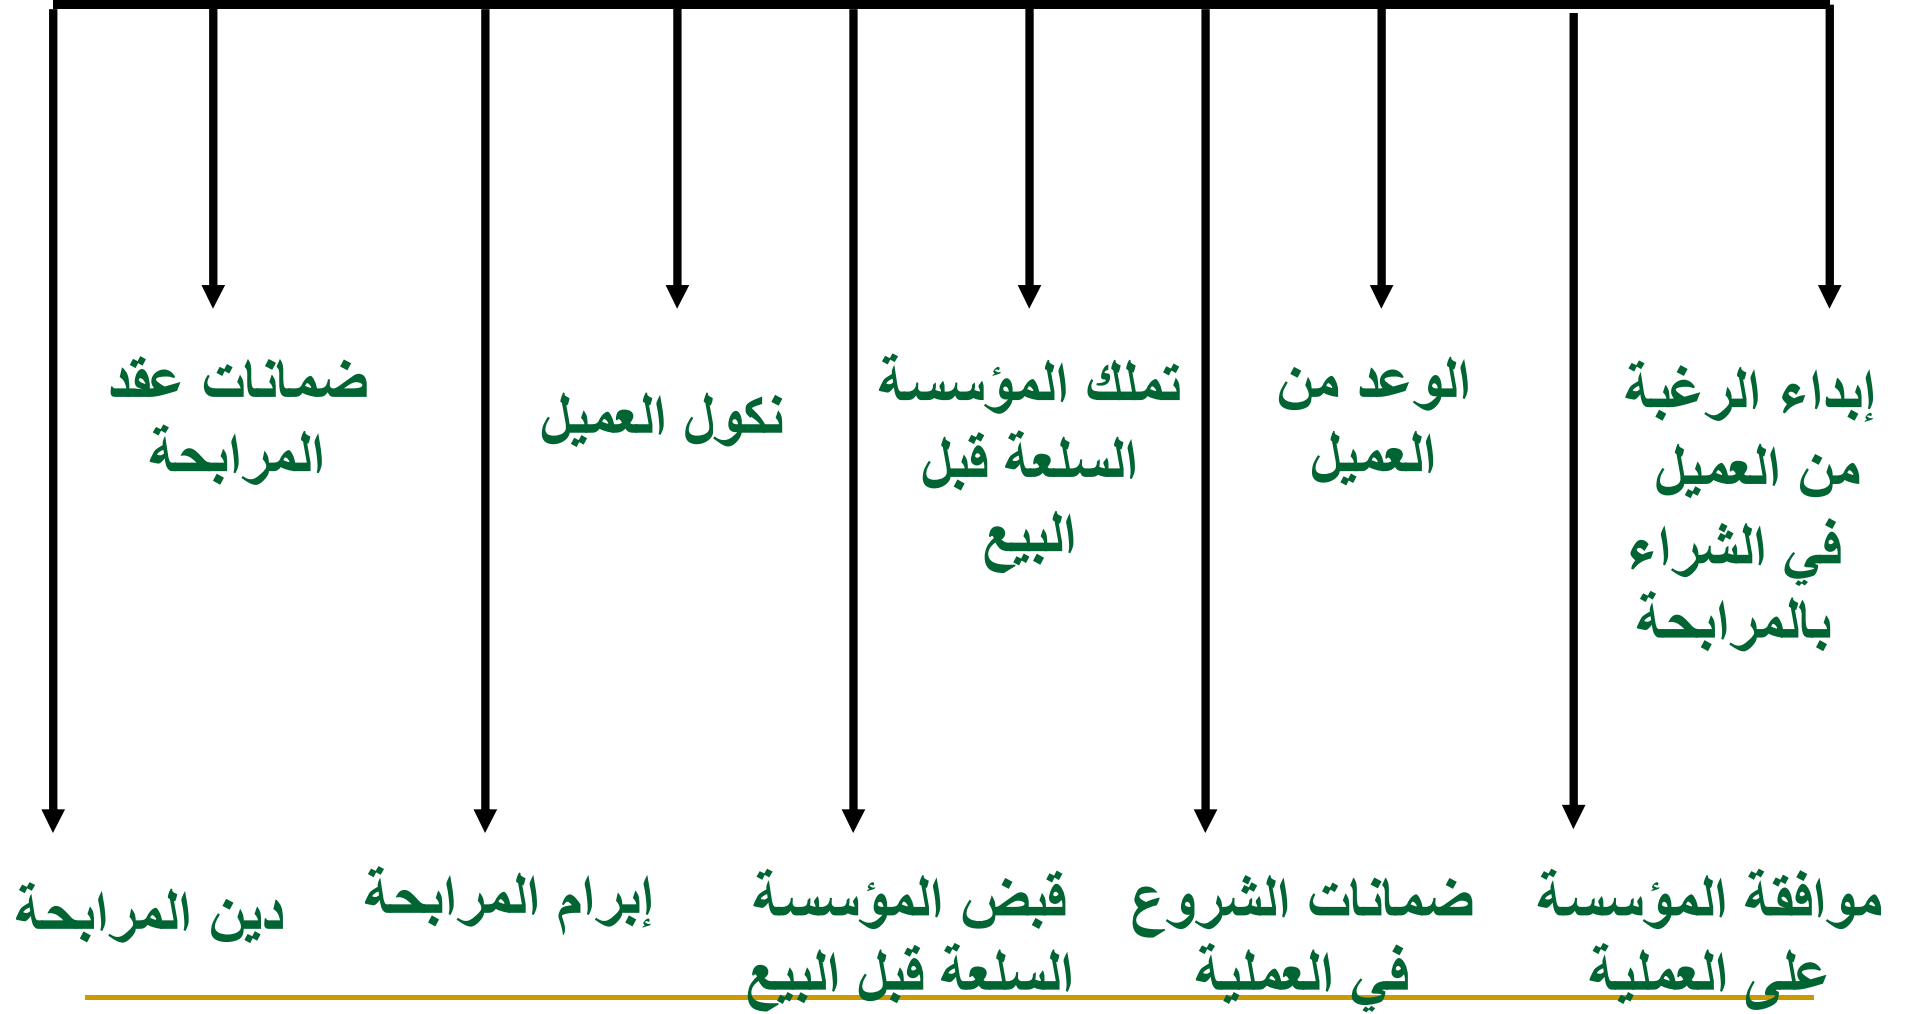 إبداء الرغبة
من العميل
في الشراء
بالمرابحة
الوعد من
العميل
تملك المؤسسة
السلعة قبل
البيع
نكول العميل
ضمانات عقد
المرابحة
موافقة المؤسسة
على العملية
ضمانات الشروع
في العملية
قبض المؤسسة
السلعة قبل البيع
إبرام المرابحة
دين المرابحة